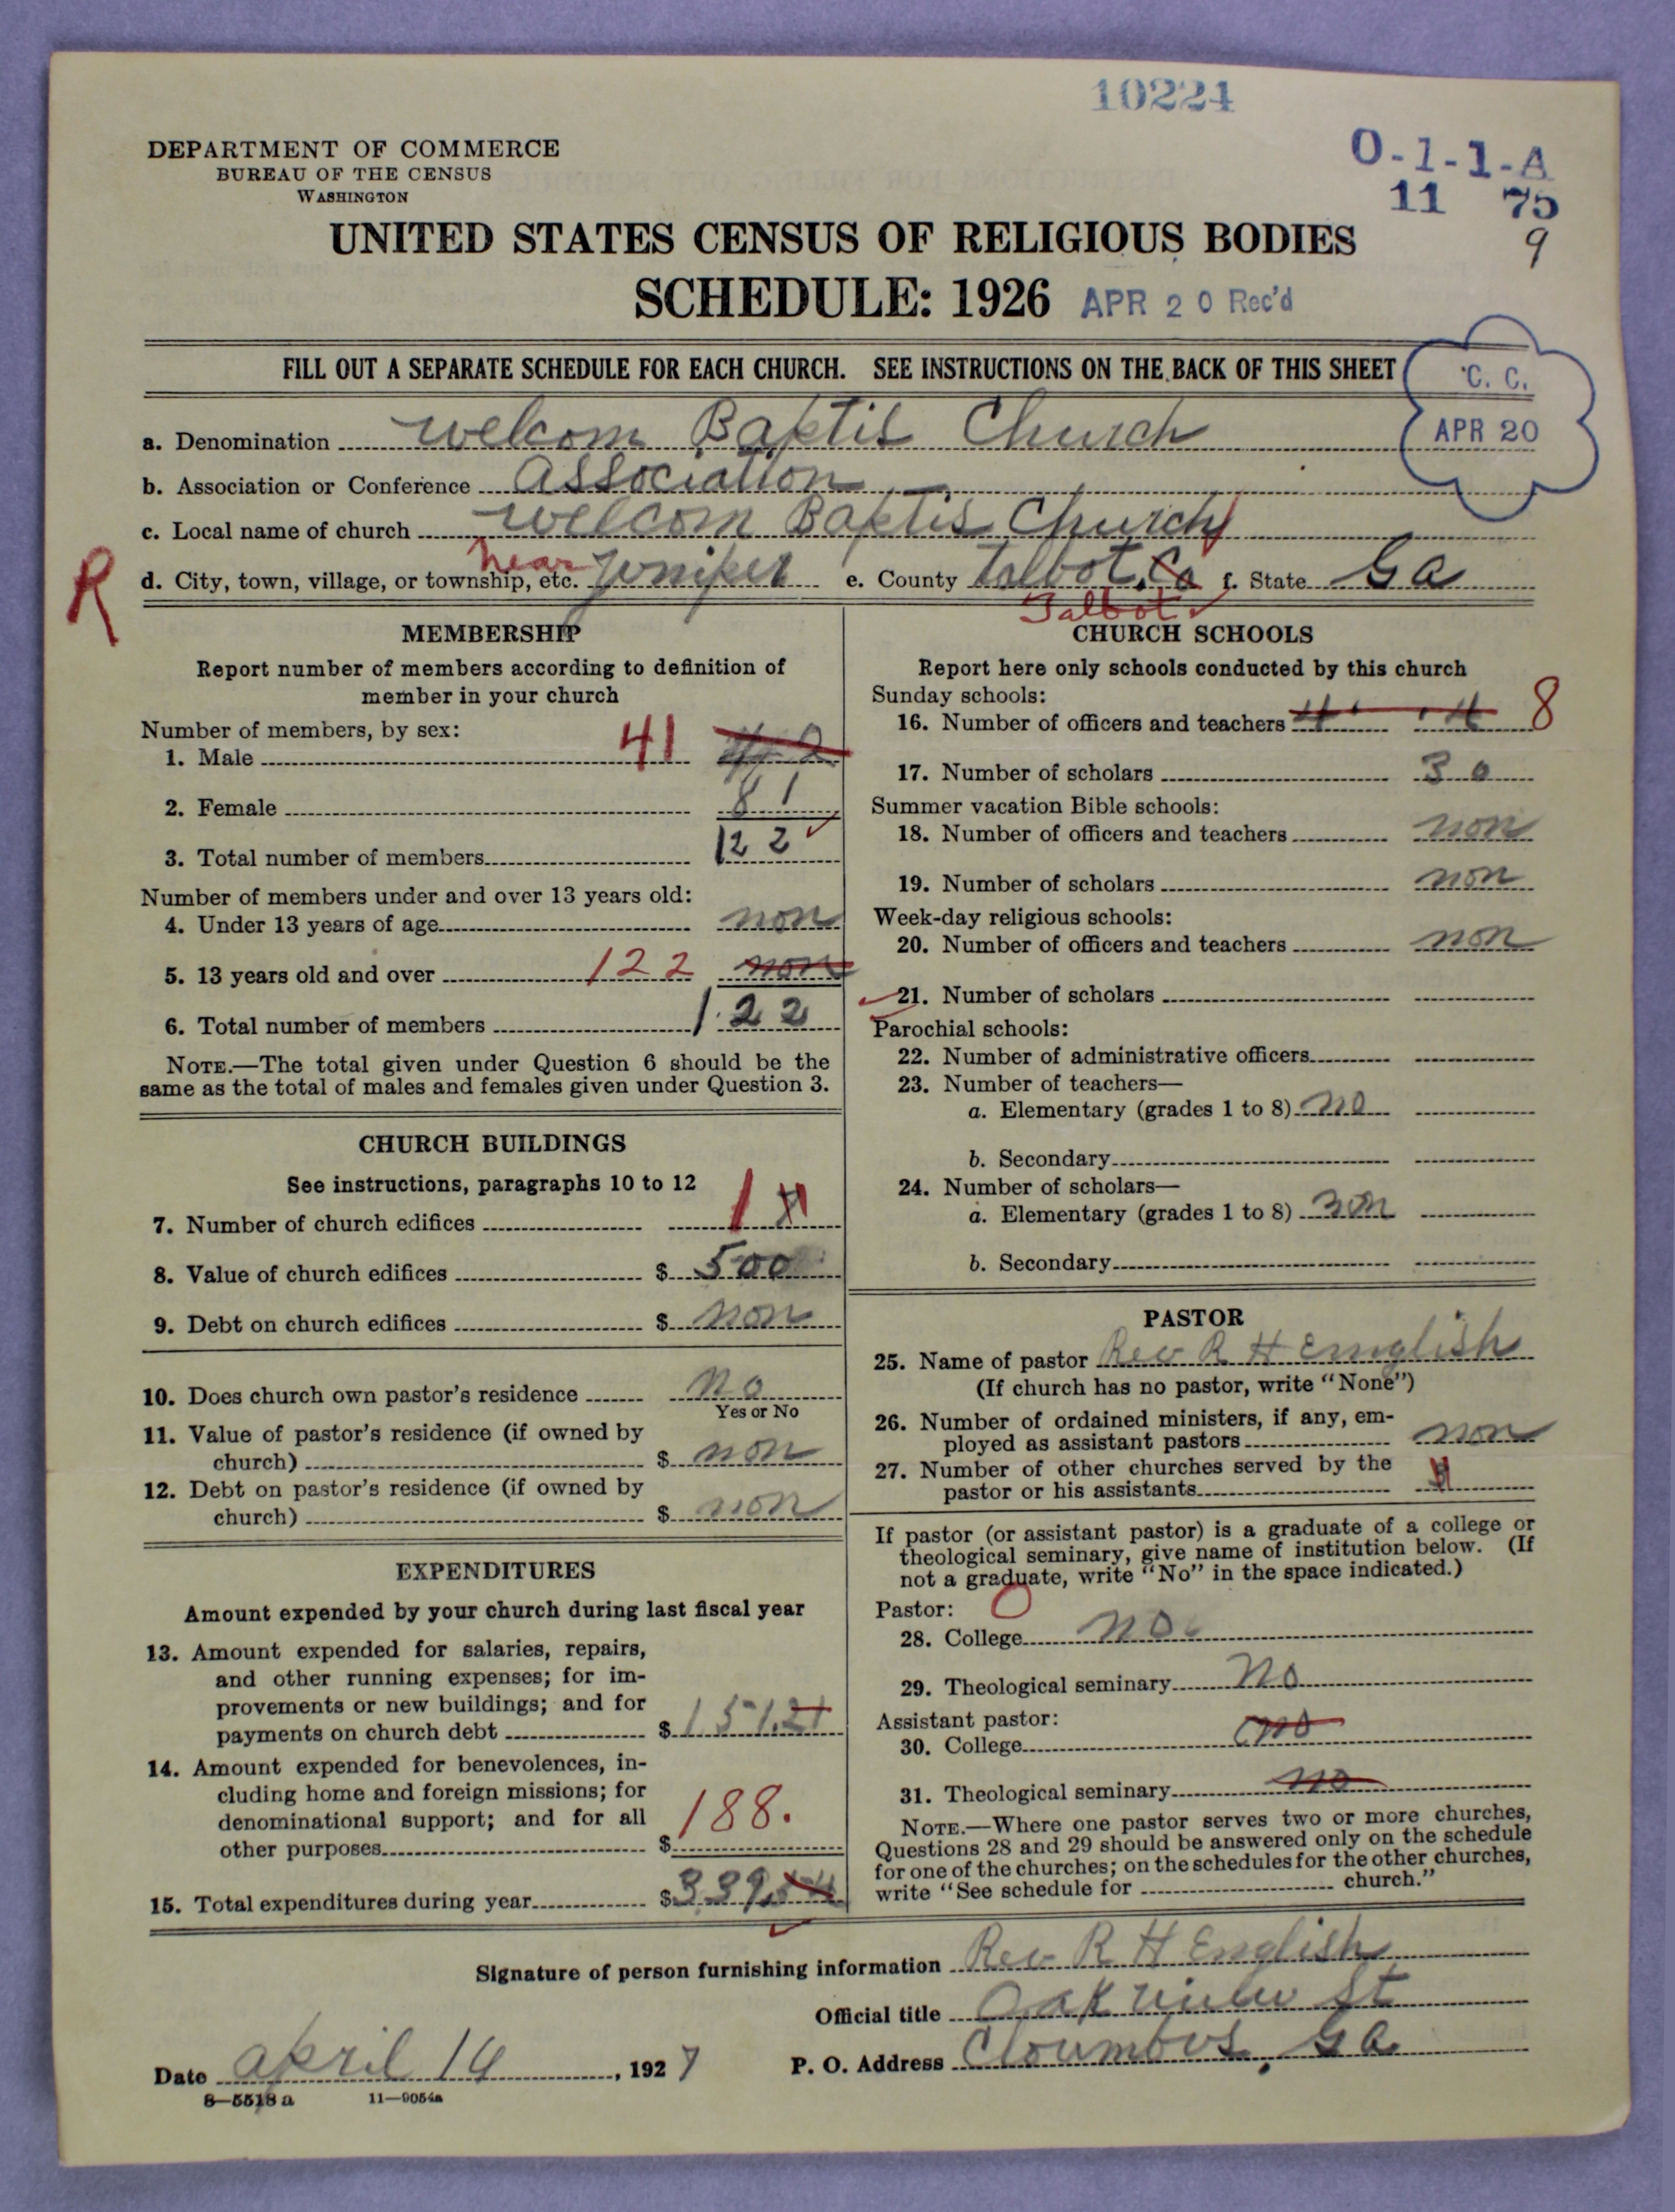 10224
DEPARTMENT OF COMMERCE
BUREAU OF THE CENSUS
WASHINGTON
O-1-1-A
11 75
9
UNITED STATES CENSUS OF RELIGIOUS BODIES
SCHEDULE: 1926 APR 20 Rec'd
FILL OUT A SEPARATE SCHEDULE FOR EACH CHURCH. SEE INSTRUCTIONS ON THE BACK OF THIS SHEET
C. C.
APR 20
a. Denomination welcom Baptis Church
b. Association or Conference Association
c. Local name of church welcom Baptis Church
R
d. City, town, village, or township, etc. near Juniper e. County Talbot, Co f. State Ga
Talbot
MEMBERSHIP
Report number of members according to definition of
member in your church
Number of members, by sex:
1. Male 41
2. Female 81
3. Total number of members 122
Number of members under and over 13 years old:
4. Under 13 years of age non
5. 13 years old and over 122 non
6. Total number of members 122
NOTE.—The total given under Question 6 should be the
same as the total of males and females given under Question 3.
CHURCH BUILDINGS
See instructions, paragraphs 10 to 12
7. Number of church edifices 1
8. Value of church edifices $ 500
9. Debt on church edifices $ non
10. Does church own pastor's residence no
Yes or No
11. Value of pastor's residence (if owned by
church) $ non
12. Debt on pastor's residence (if owned by
church) $ non
EXPENDITURES
Amount expended by your church during last fiscal year
13. Amount expended for salaries, repairs,
and other running expenses; for im-
provements or new buildings; and for
payments on church debt $ 151.21
14. Amount expended for benevolences, in-
cluding home and foreign missions; for
denominational support; and for all
other purposes $ 188.
15. Total expenditures during year $ 339.
CHURCH SCHOOLS
Report here only schools conducted by this church
Sunday schools:
16. Number of officers and teachers 4 4 8
17. Number of scholars 30
Summer vacation Bible schools:
18. Number of officers and teachers non
19. Number of scholars non
Week-day religious schools:
20. Number of officers and teachers non
21. Number of scholars
Parochial schools:
22. Number of administrative officers
23. Number of teachers—
a. Elementary (grades 1 to 8) no
b. Secondary
24. Number of scholars—
a. Elementary (grades 1 to 8) non
b. Secondary
PASTOR
25. Name of pastor Rev R H Emglish
(If church has no pastor, write "None")
26. Number of ordained ministers, if any, em-
ployed as assistant pastors non
27. Number of other churches served by the
pastor or his assistants
If pastor (or assistant pastor) is a graduate of a college or
theological seminary, give name of institution below. (If
not a graduate, write "No" in the space indicated.)
Pastor: O
28. College no
29. Theological seminary no
Assistant pastor:
30. College no
31. Theological seminary no
NOTE.—Where one pastor serves two or more churches,
Questions 28 and 29 should be answered only on the schedule
for one of the churches; on the schedules for the other churches,
write "See schedule for church."
Signature of person furnishing information Rev R H English
Official title Oak view St
Date april 14, 1927 P. O. Address Cloumbus, Ga
8-5518 a 11—9054a